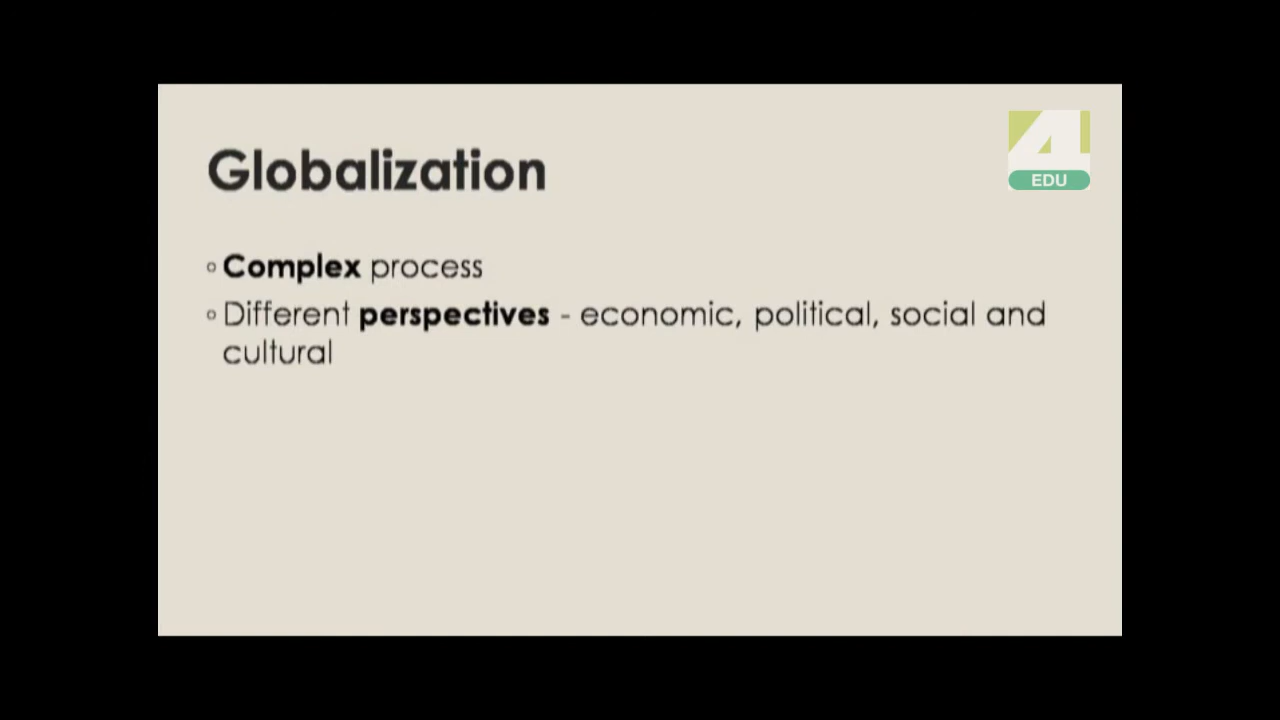 Globalization
4
EDU
◦ Complex process
◦ Different perspectives - economic, political, social and
cultural